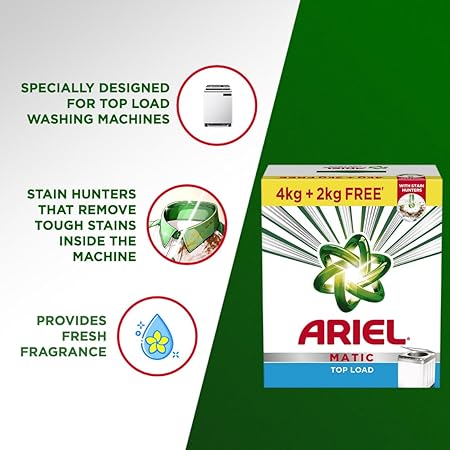 SPECIALLY DESIGNED
FOR TOP LOAD
WASHING MACHINES
STAIN HUNTERS
THAT REMOVE
TOUGH STAINS
INSIDE THE
MACHINE
PROVIDES
FRESH
FRAGRANCE
4kg + 2kg FREE*
WITH STAIN
HUNTERS
ARIEL
MATIC
TOP LOAD